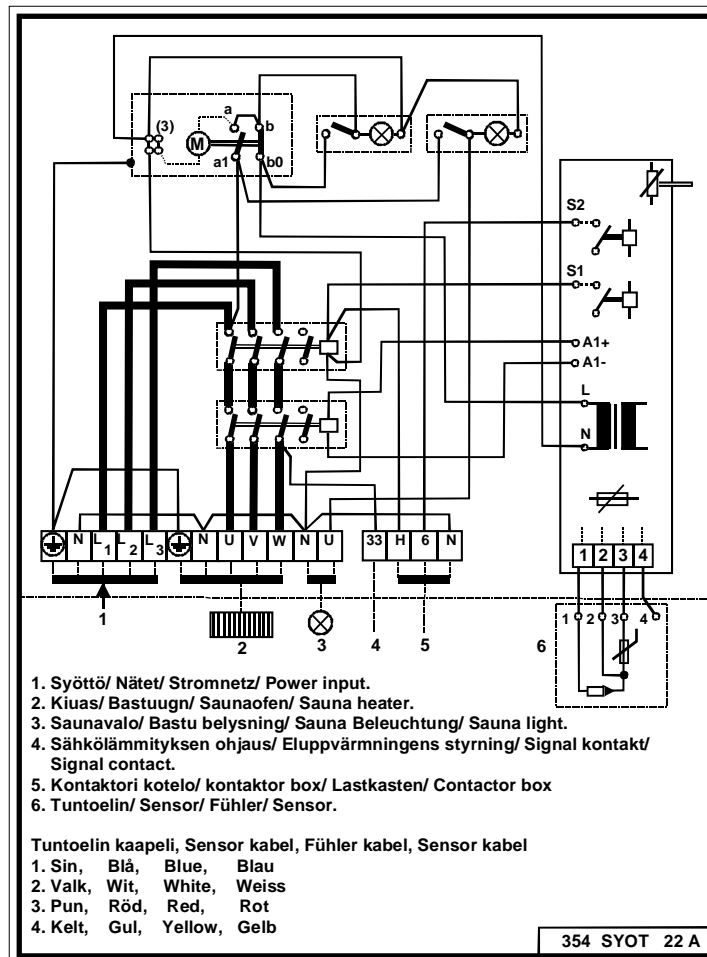 (3)
a
b
M
a1
b0
S2
S1
A1+
A1-
L
N
N L1 L2 L3 N U V W N U
33 H 6 N
1 2 3 4
1 2 3 4
1
2
3
4
5
6
1. Syöttö/ Nätet/ Stromnetz/ Power input.
2. Kiuas/ Bastuugn/ Saunaofen/ Sauna heater.
3. Saunavalo/ Bastu belysning/ Sauna Beleuchtung/ Sauna light.
4. Sähkölämmityksen ohjaus/ Eluppvärmningens styrning/ Signal kontakt/
Signal contact.
5. Kontaktori kotelo/ kontaktor box/ Lastkasten/ Contactor box
6. Tuntoelin/ Sensor/ Fühler/ Sensor.
Tuntoelin kaapeli, Sensor kabel, Fühler kabel, Sensor kabel
1. Sin, Blå, Blue, Blau
2. Valk, Wit, White, Weiss
3. Pun, Röd, Red, Rot
4. Kelt, Gul, Yellow, Gelb
354 SYOT 22 A